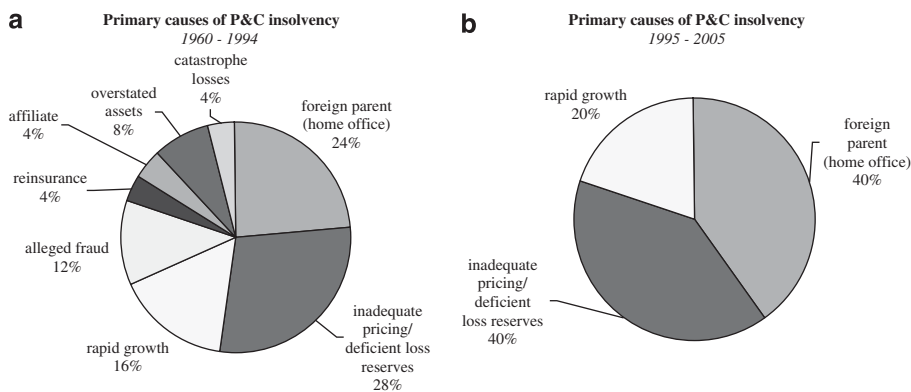 a
Primary causes of P&C insolvency
1960 - 1994
catastrophe
losses
4%
overstated
assets
8%
affiliate
4%
reinsurance
4%
alleged fraud
12%
rapid growth
16%
foreign parent
(home office)
24%
inadequate
pricing/
deficient loss
reserves
28%
b
Primary causes of P&C insolvency
1995 - 2005
rapid growth
20%
foreign
parent
(home office)
40%
inadequate
pricing/
deficient
loss reserves
40%